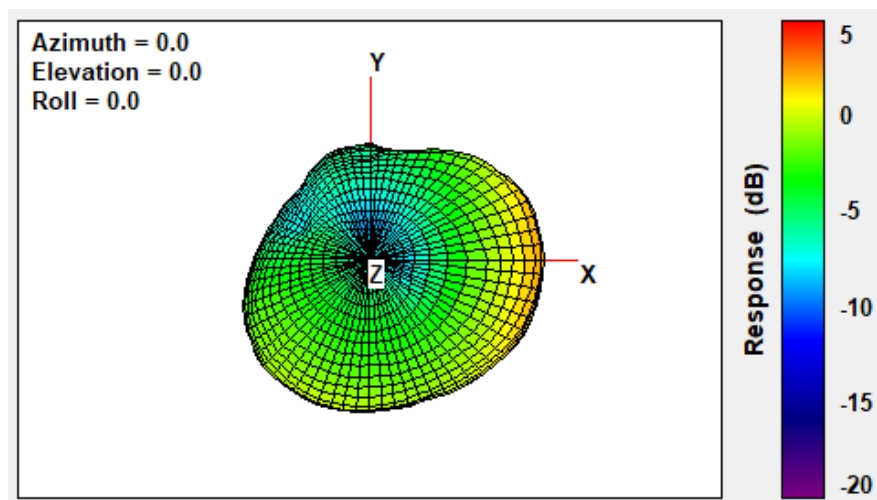 Azimuth = 0.0
Elevation = 0.0
Roll = 0.0
Y
X
Z
Response (dB)
5
0
-5
-10
-15
-20